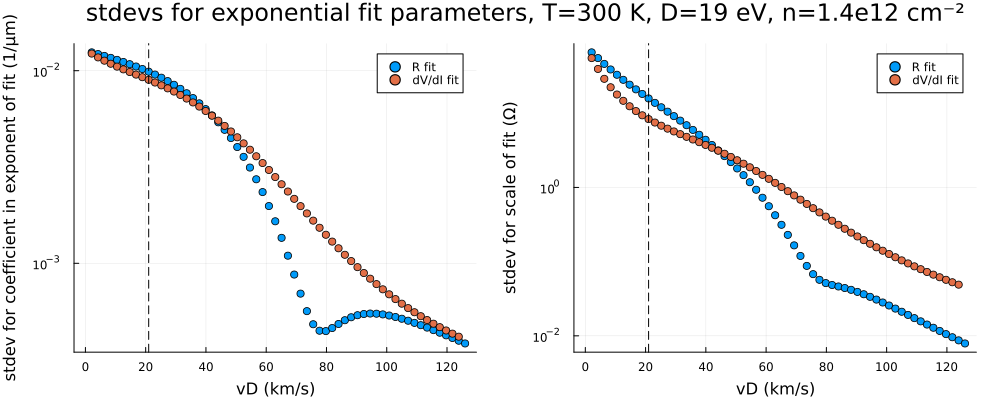 stdevs for exponential fit parameters, T=300 K, D=19 eV, n=1.4e12 cm⁻²
stdev for coefficient in exponent of fit (1/μm)
10⁻²
10⁻³
0 20 40 60 80 100 120
vD (km/s)
R fit
dV/dI fit
stdev for scale of fit (Ω)
10⁰
10⁻²
0 20 40 60 80 100 120
vD (km/s)
R fit
dV/dI fit